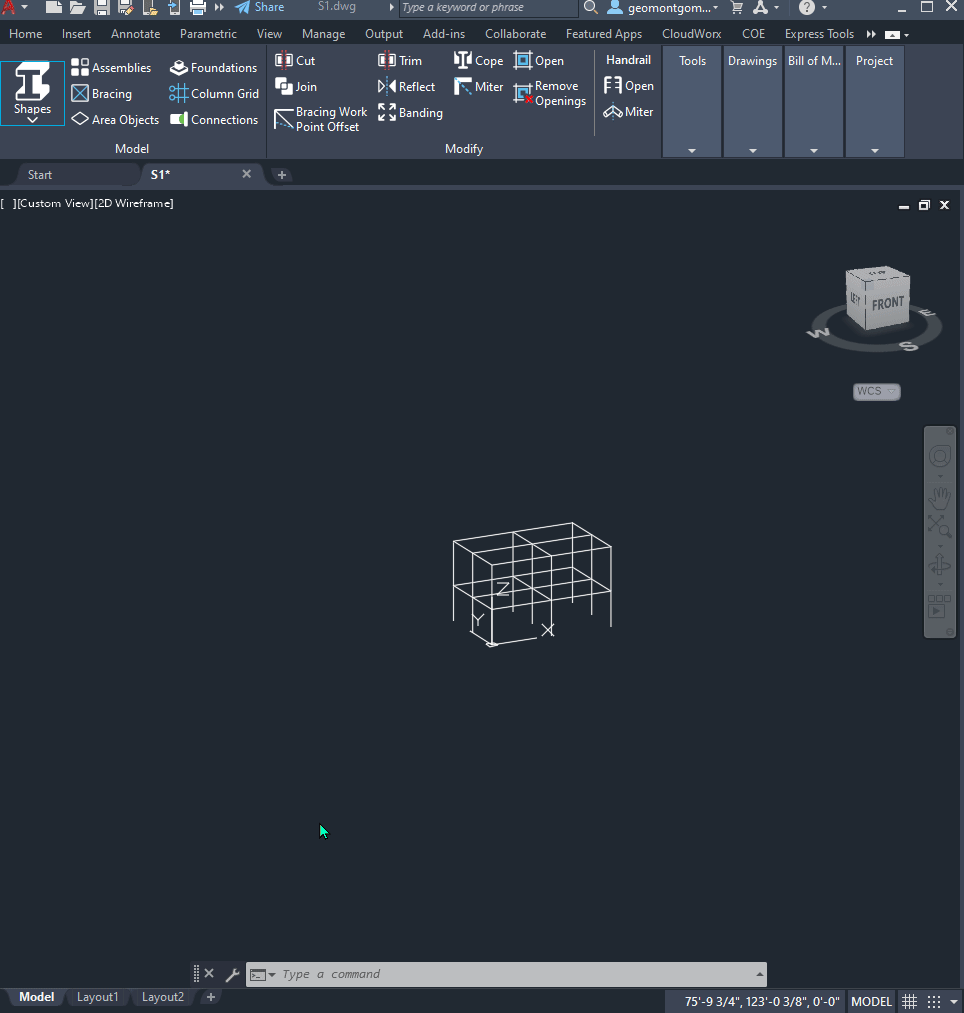 A Share S1.dwg Type a keyword or phrase geomontgom... ?
Home Insert Annotate Parametric View Manage Output Add-ins Collaborate Featured Apps CloudWorx COE Express Tools
Shapes
Assemblies Foundations
Bracing Column Grid
Area Objects Connections
Model
Cut Trim Cope Open
Join Reflect Miter Remove Openings
Bracing Work Point Offset Banding
Modify
Handrail
Open
Miter
Tools Drawings Bill of M... Project
Start S1* +
[ ][Custom View][2D Wireframe]
FRONT
LEFT
W S E
WCS
Z
Y X
Type a command
Model Layout1 Layout2 +
75'-9 3/4", 123'-0 3/8", 0'-0" MODEL